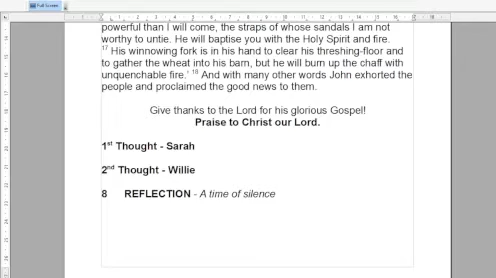 Full Screen
powerful than I will come, the straps of whose sandals I am not
worthy to untie. He will baptise you with the Holy Spirit and fire.
17 His winnowing fork is in his hand to clear his threshing-floor and
to gather the wheat into his barn, but he will burn up the chaff with
unquenchable fire.' 18 And with many other words John exhorted the
people and proclaimed the good news to them.
Give thanks to the Lord for his glorious Gospel!
Praise to Christ our Lord.
1st Thought - Sarah
2nd Thought - Willie
8 REFLECTION - A time of silence